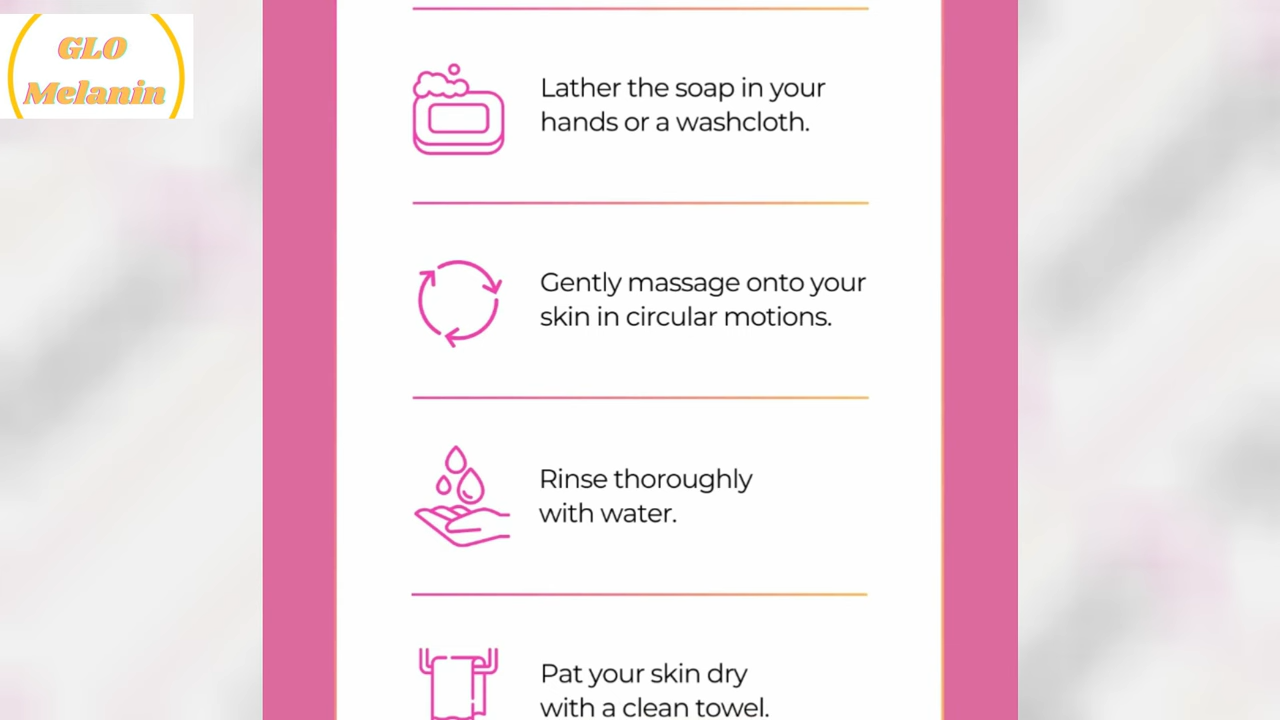 GLO
Melanin
Lather the soap in your
hands or a washcloth.
Gently massage onto your
skin in circular motions.
Rinse thoroughly
with water.
Pat your skin dry
with a clean towel.